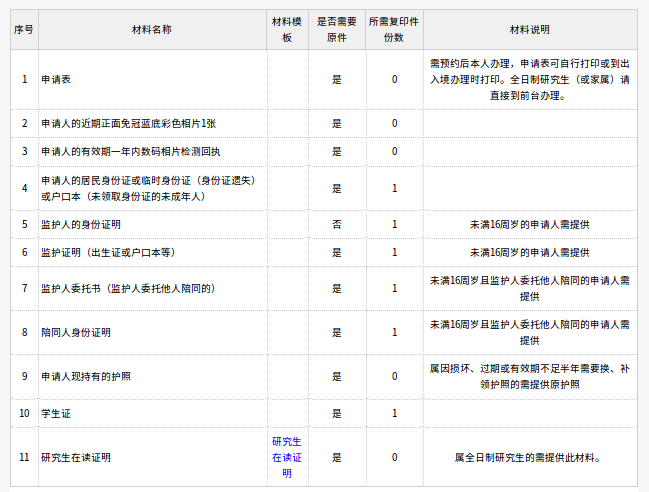 序号 材料名称 材料模板 是否需要原件 所需复印件份数 材料说明
1 申请表 是 0 需预约后本人办理，申请表可自行打印或到出入境办理时打印。全日制研究生（或家属）请直接到前台办理。
2 申请人的近期正面免冠蓝底彩色相片1张 是 0
3 申请人的有效期一年内数码相片检测回执 是 0
4 申请人的居民身份证或临时身份证（身份证遗失）或户口本（未领取身份证的未成年人） 是 1
5 监护人的身份证明 否 1 未满16周岁的申请人需提供
6 监护证明（出生证或户口本等） 是 1 未满16周岁的申请人需提供
7 监护人委托书（监护人委托他人陪同的） 是 1 未满16周岁且监护人委托他人陪同的申请人需提供
8 陪同人身份证明 是 1 未满16周岁且监护人委托他人陪同的申请人需提供
9 申请人现持有的护照 是 0 属因损坏、过期或有效期不足半年需要换、补领护照的需提供原护照
10 学生证 是 1
11 研究生在读证明 研究生在读证明 是 0 属全日制研究生的需提供此材料。